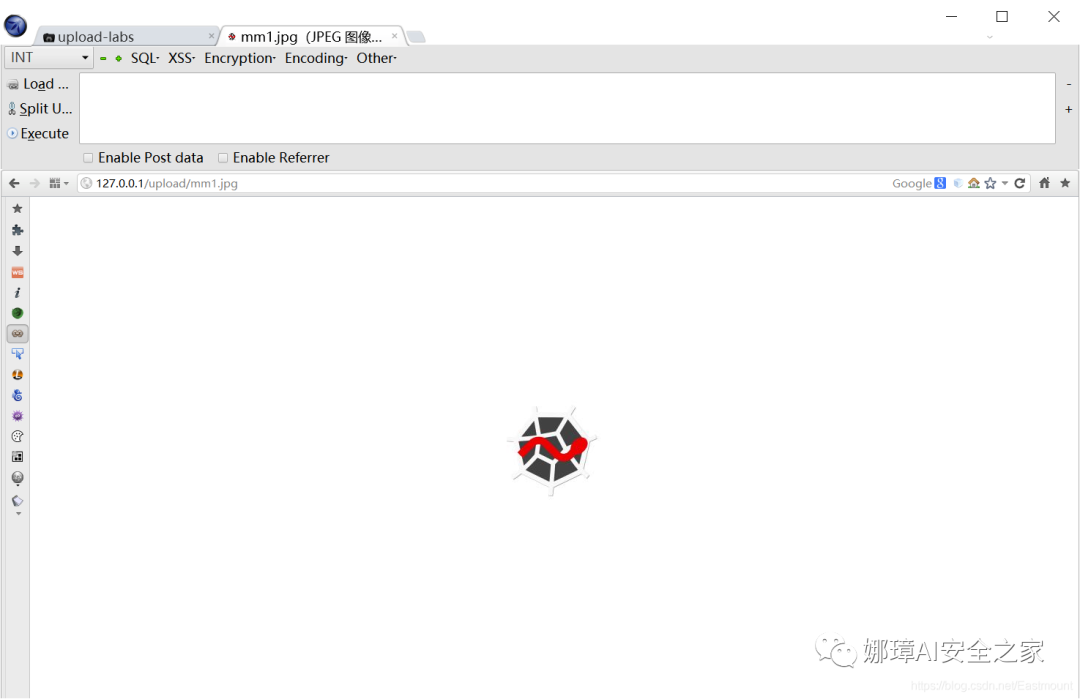 upload-labs
mm1.jpg（JPEG 图像...
INT SQL XSS Encryption Encoding Other
Load ...
Split U...
Execute
Enable Post data Enable Referrer
127.0.0.1/upload/mm1.jpg Google
娜璋AI安全之家
https://blog.csdn.net/Eastmount